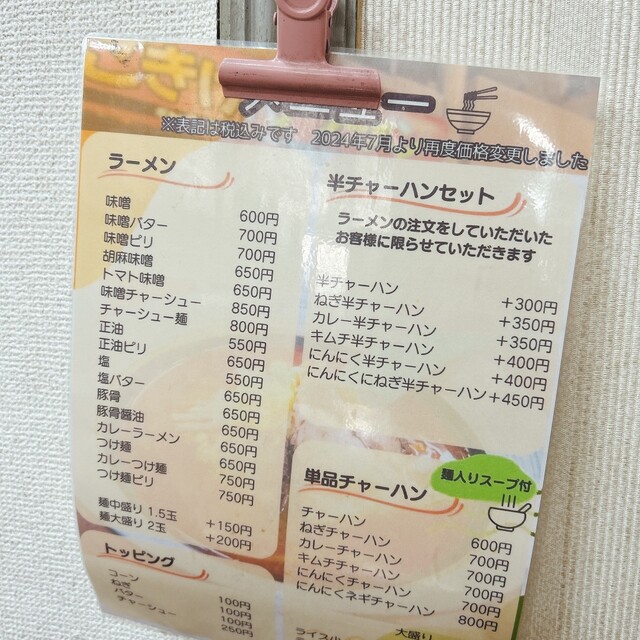 ※表記は税込みです 2024年7月より再度価格変更しました
ラーメン
味噌 600円
味噌バター 700円
味噌ピリ 700円
胡麻味噌 650円
トマト味噌 650円
味噌チャーシュー 850円
チャーシュー麺 800円
正油 550円
正油ピリ 650円
塩 550円
塩バター 650円
豚骨 650円
豚骨醤油 650円
カレーラーメン 650円
つけ麺 650円
カレーつけ麺 750円
つけ麺ピリ 750円
麺中盛り 1.5玉 +150円
麺大盛り 2玉 +200円
トッピング
コーン 100円
ねぎ 100円
バター 100円
チャーシュー 250円
半チャーハンセット
ラーメンの注文をしていただいた
お客様に限らせていただきます
半チャーハン +300円
ねぎ半チャーハン +350円
カレー半チャーハン +350円
キムチ半チャーハン +400円
にんにく半チャーハン +400円
にんにくにねぎ半チャーハン +450円
単品チャーハン
麺入りスープ付
チャーハン 600円
ねぎチャーハン 700円
カレーチャーハン 700円
キムチチャーハン 700円
にんにくチャーハン 700円
にんにくネギチャーハン 800円
大盛り